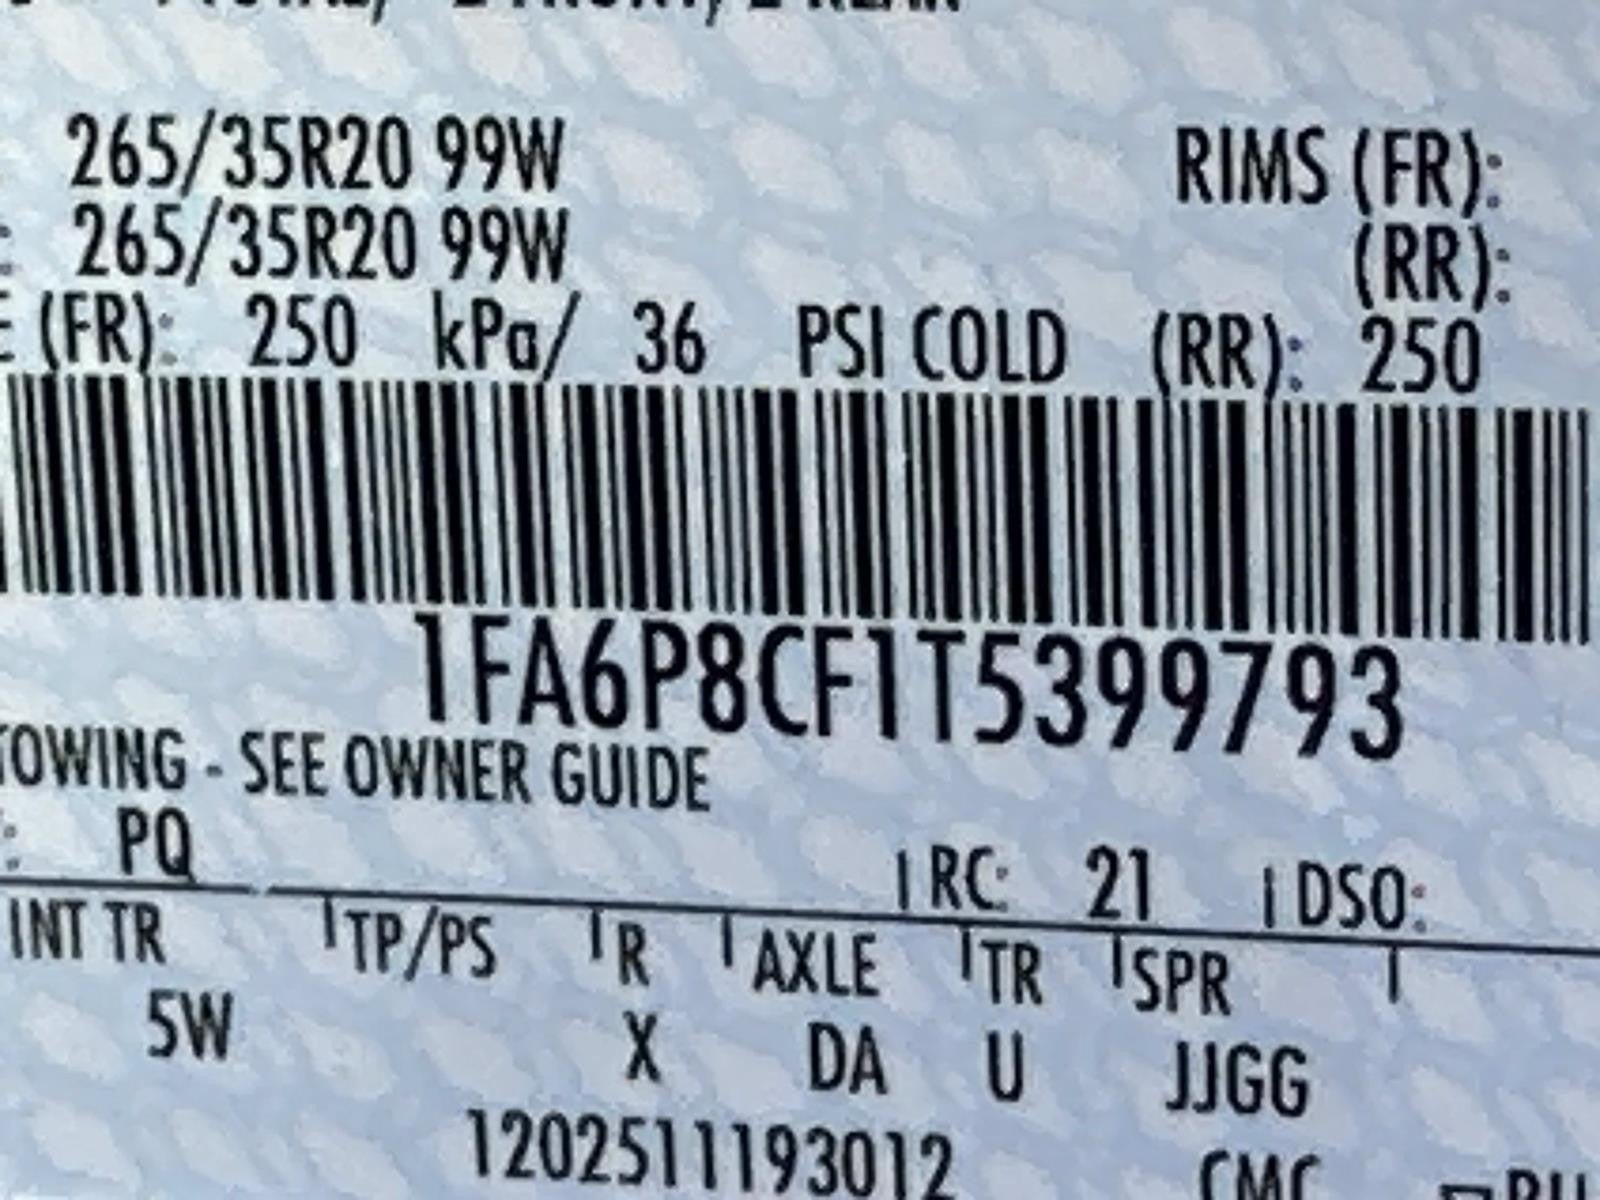 265/35R20 99W RIMS (FR):
: 265/35R20 99W (RR):
E (FR): 250 kPa/ 36 PSI COLD (RR): 250
1FA6P8CF1T5399793
TOWING - SEE OWNER GUIDE
: PQ RC: 21 DSO:
INT TR TP/PS R AXLE TR SPR
5W X DA U JJGG
1202511193012 CMC